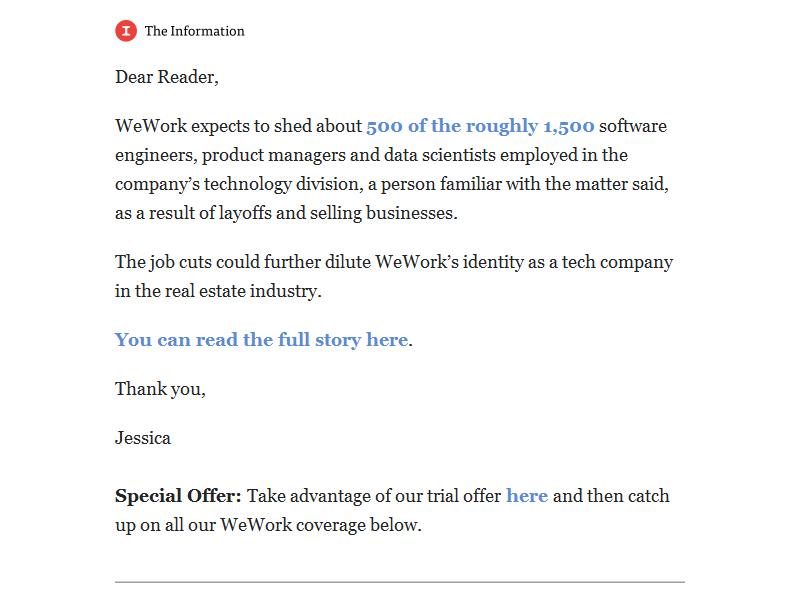 I The Information
Dear Reader,
WeWork expects to shed about 500 of the roughly 1,500 software
engineers, product managers and data scientists employed in the
company’s technology division, a person familiar with the matter said,
as a result of layoffs and selling businesses.
The job cuts could further dilute WeWork’s identity as a tech company
in the real estate industry.
You can read the full story here.
Thank you,
Jessica
Special Offer: Take advantage of our trial offer here and then catch
up on all our WeWork coverage below.